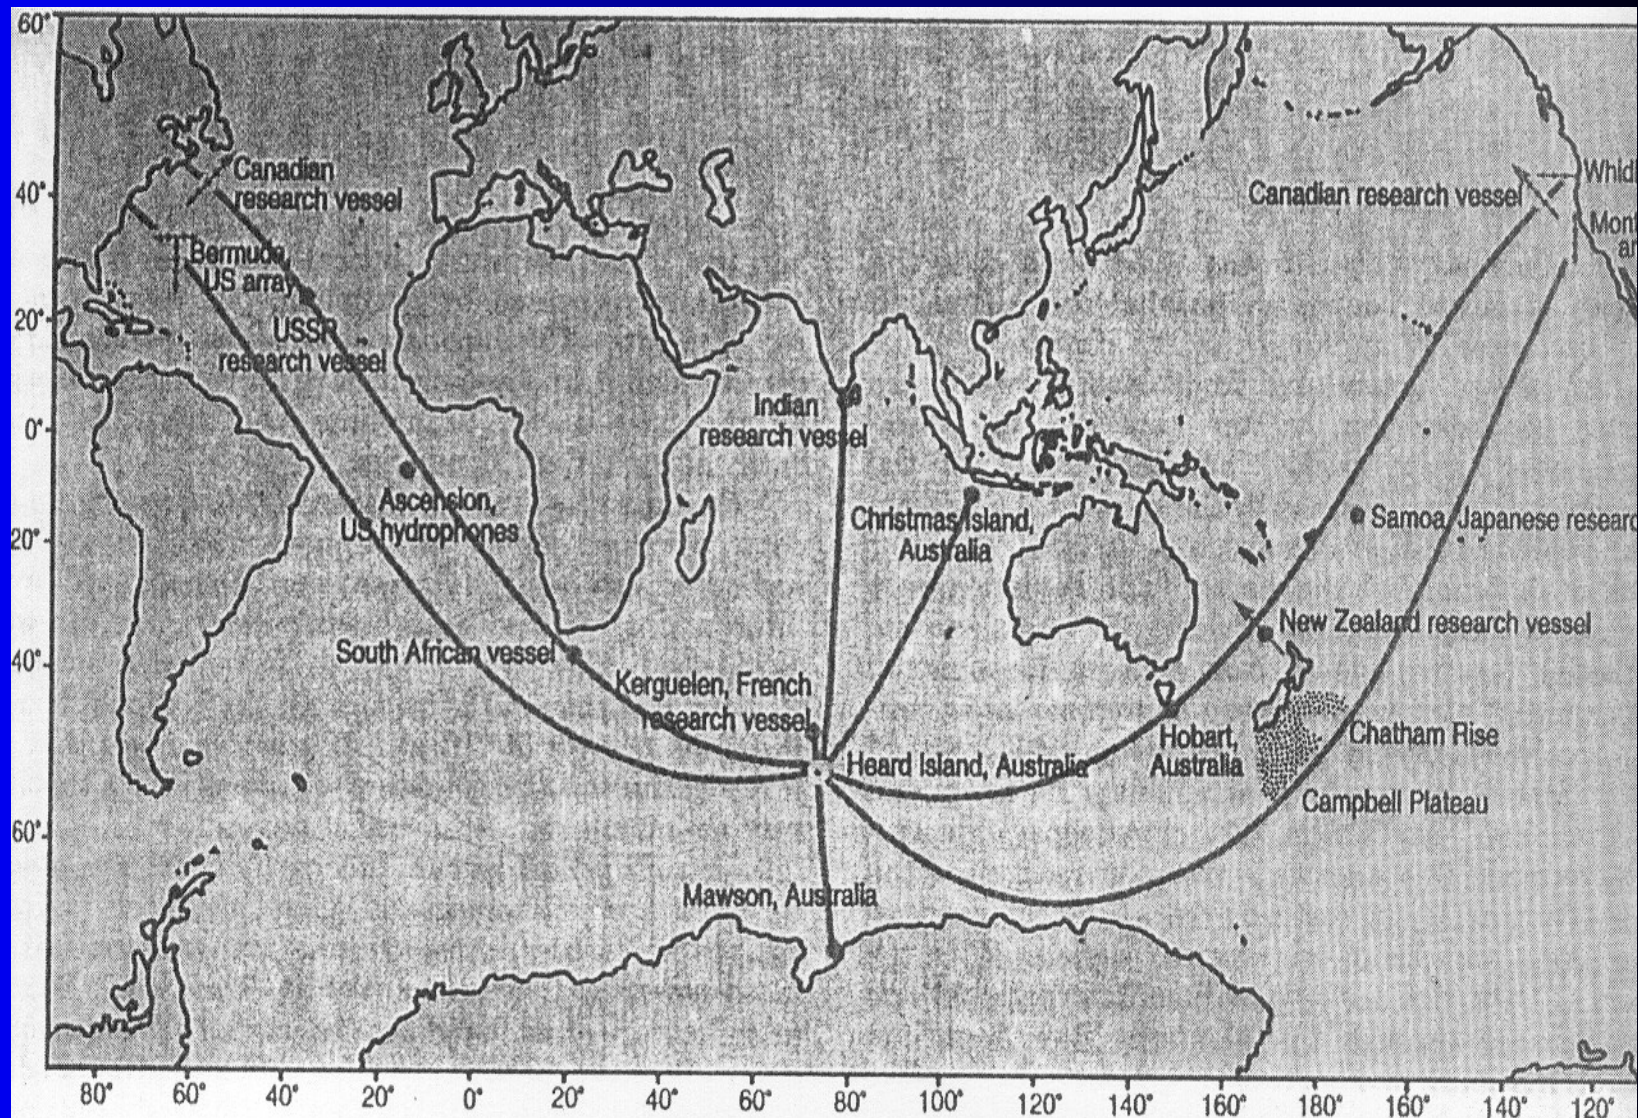 60°
40°
20°
0°
20°
40°
60°
Canadian
research vessel
Bermuda,
US array
USSR
research vessel
Ascension,
US hydrophones
South African vessel
Kerguelen, French
research vessel
Indian
research vessel
Christmas Island,
Australia
Heard Island, Australia
Mawson, Australia
Canadian research vessel
Samoa, Japanese
New Zealand research vessel
Hobart,
Australia
Chatham Rise
Campbell Plateau
80° 60° 40° 20° 0° 20° 40° 60° 80° 100° 120° 140° 160° 180° 160° 140° 120°